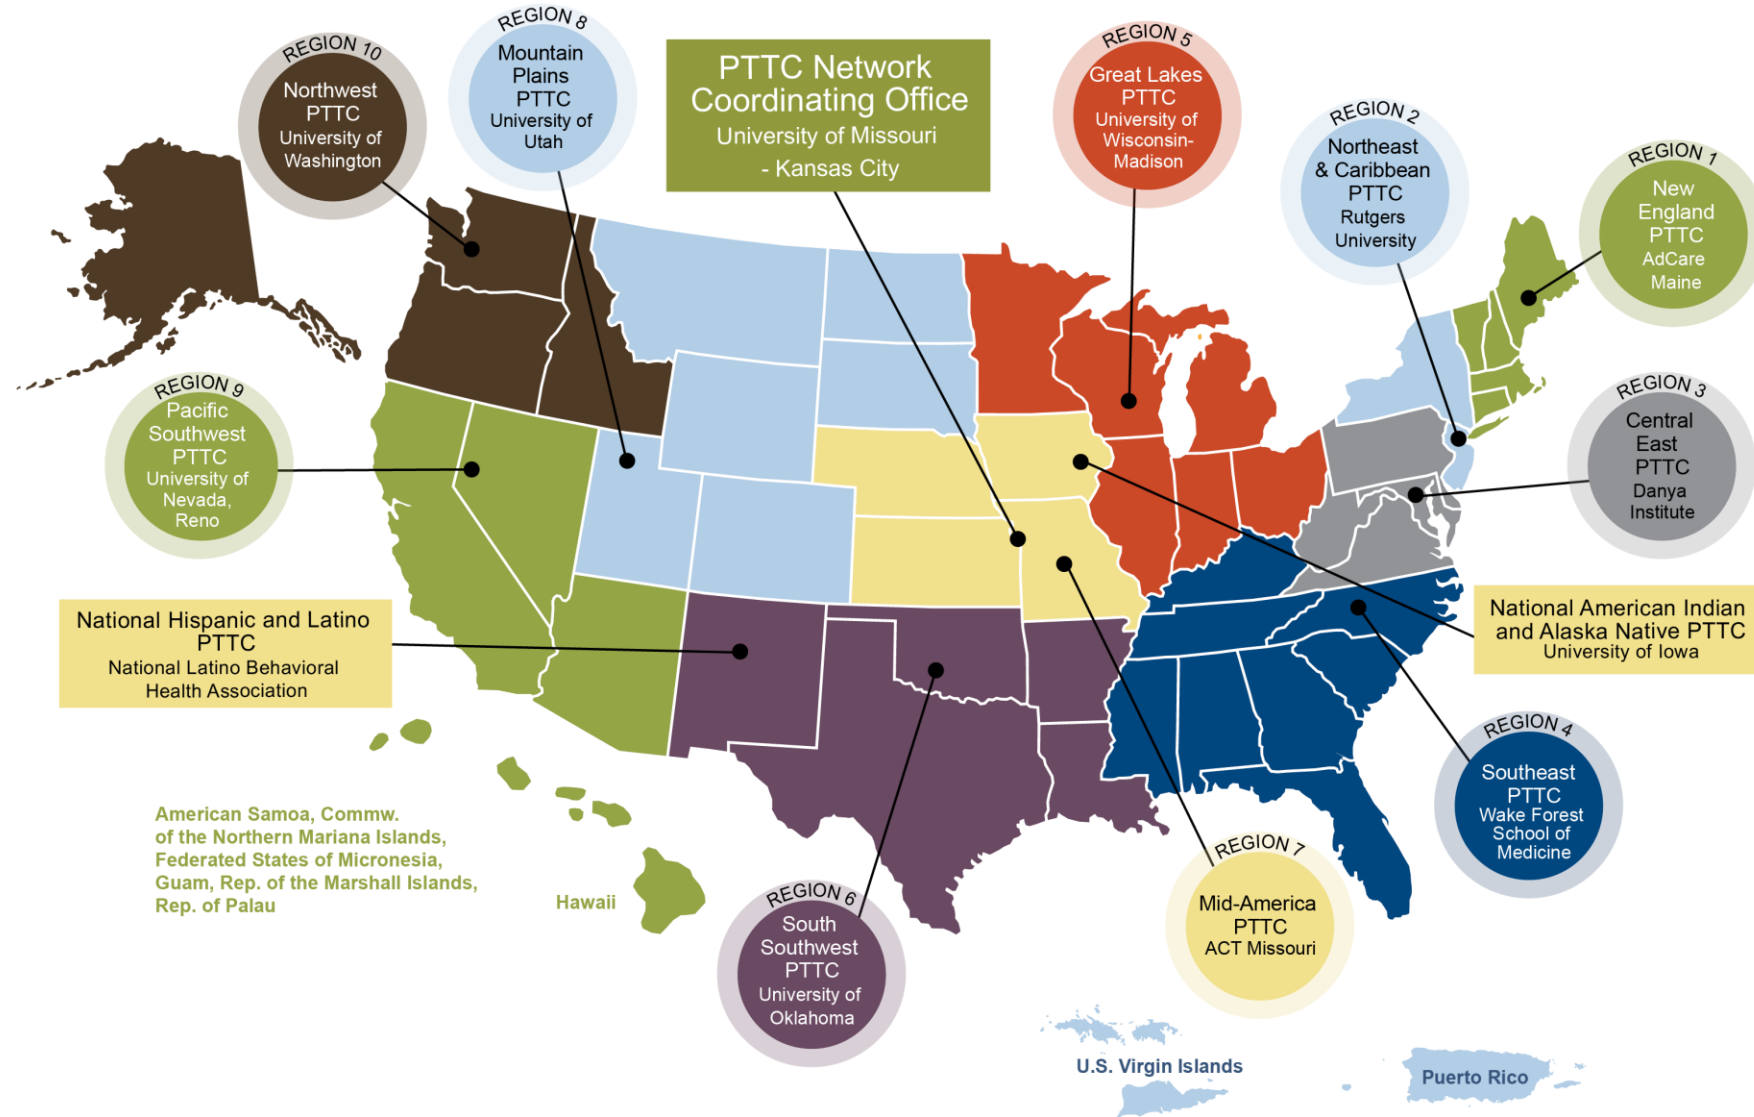 REGION 10
Northwest
PTTC
University of
Washington
REGION 8
Mountain
Plains
PTTC
University of
Utah
PTTC Network
Coordinating Office
University of Missouri
- Kansas City
REGION 5
Great Lakes
PTTC
University of
Wisconsin-
Madison
REGION 2
Northeast
& Caribbean
PTTC
Rutgers
University
REGION 1
New
England
PTTC
AdCare
Maine
REGION 9
Pacific
Southwest
PTTC
University of
Nevada,
Reno
REGION 3
Central
East
PTTC
Danya
Institute
National Hispanic and Latino
PTTC
National Latino Behavioral
Health Association
National American Indian
and Alaska Native PTTC
University of Iowa
REGION 4
Southeast
PTTC
Wake Forest
School of
Medicine
American Samoa, Commw.
of the Northern Mariana Islands,
Federated States of Micronesia,
Guam, Rep. of the Marshall Islands,
Rep. of Palau
Hawaii
REGION 6
South
Southwest
PTTC
University of
Oklahoma
REGION 7
Mid-America
PTTC
ACT Missouri
U.S. Virgin Islands
Puerto Rico